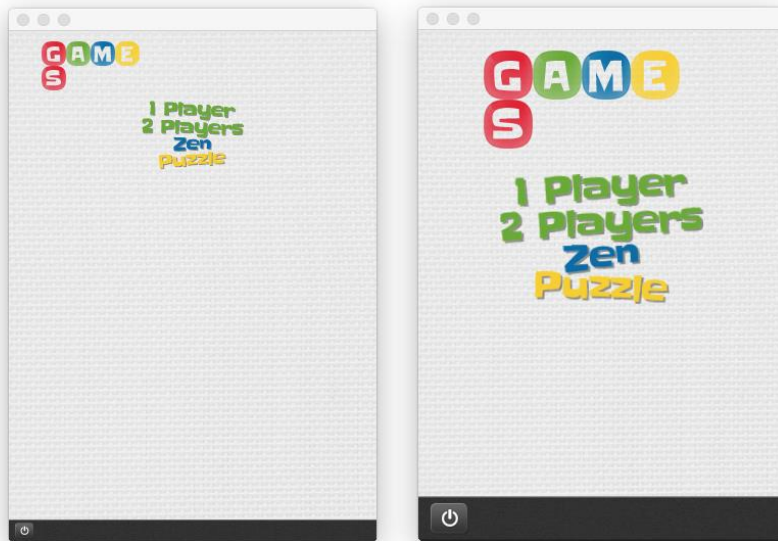 GAME
S
1 Player
2 Players
Zen
Puzzle
GAME
S
1 Player
2 Players
Zen
Puzzle